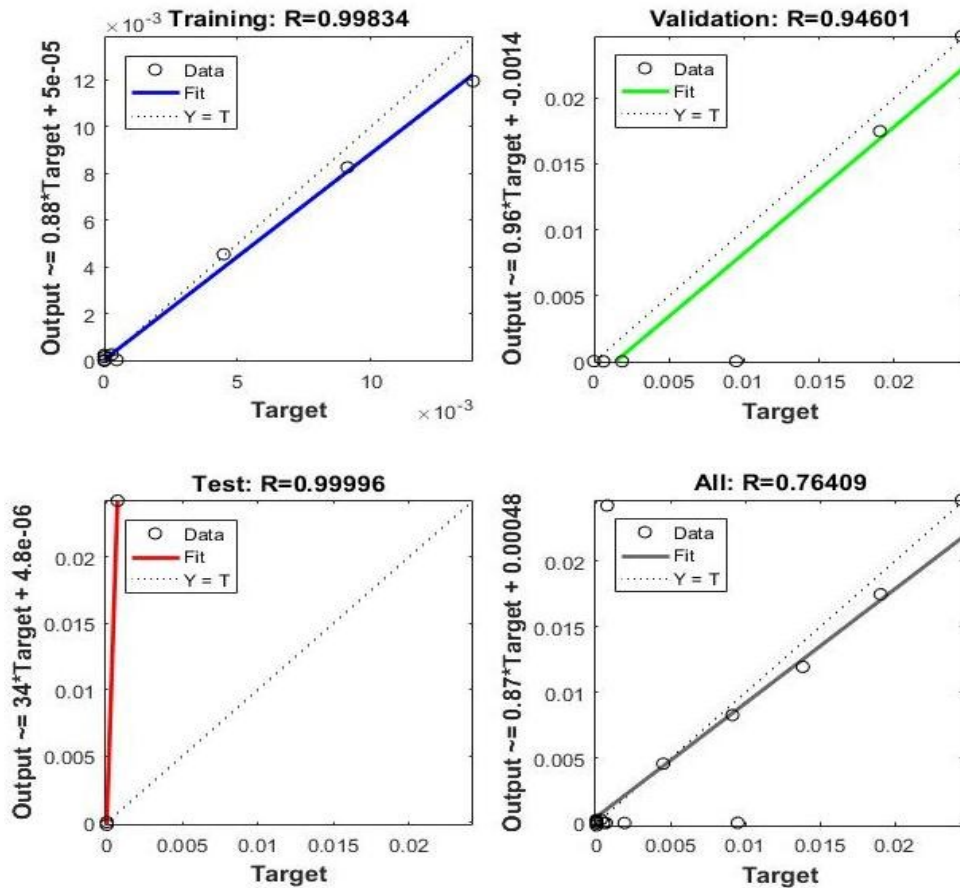 Training: R=0.99834
×10⁻³
Output ~= 0.88*Target + 5e-05
12
10
8
6
4
2
0
Data
Fit
Y = T
0
5
10
Target
×10⁻³
Validation: R=0.94601
Output ~= 0.96*Target + -0.0014
0.02
0.015
0.01
0.005
0
Data
Fit
Y = T
0
0.005
0.01
0.015
0.02
Target
Test: R=0.99996
Output ~= 34*Target + 4.8e-06
0.02
0.015
0.01
0.005
0
Data
Fit
Y = T
0
0.005
0.01
0.015
0.02
Target
All: R=0.76409
Output ~= 0.87*Target + 0.00048
0.02
0.015
0.01
0.005
0
Data
Fit
Y = T
0
0.005
0.01
0.015
0.02
Target